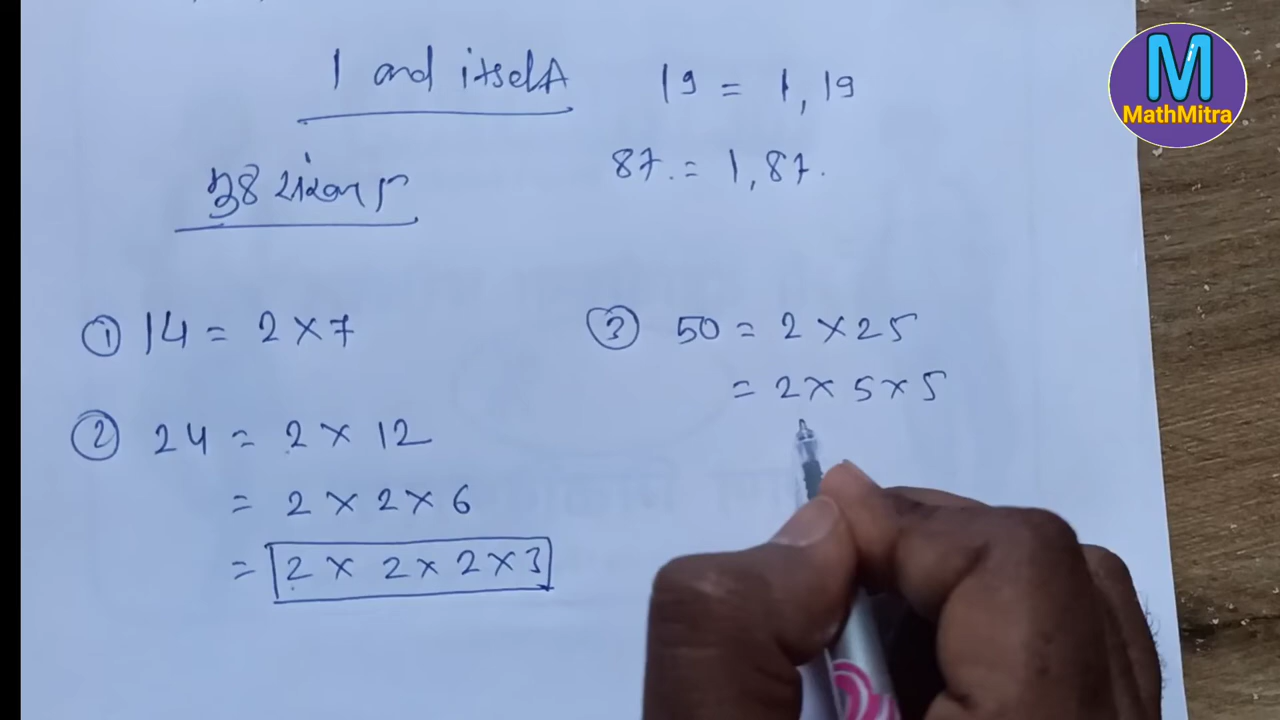 1 and itself
19 = 1, 19
87. = 1, 87.
સંખ્યા
① 14 = 2 × 7
② 24 = 2 × 12
= 2 × 2 × 6
= 2 × 2 × 2 × 3
③ 50 = 2 × 25
= 2 × 5 × 5
M
MathMitra